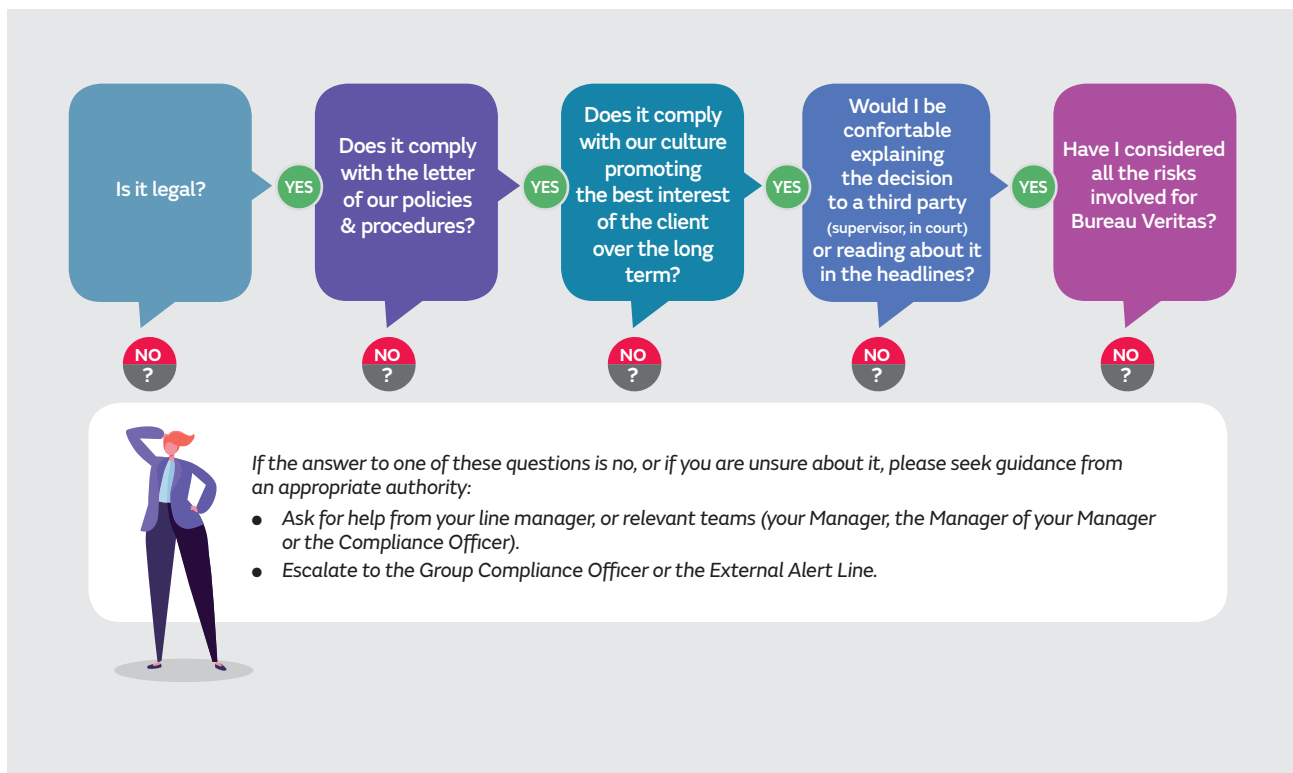 Is it legal?
YES
Does it comply
with the letter
of our policies
& procedures?
YES
Does it comply
with our culture
promoting
the best interest
of the client
over the long
term?
YES
Would I be
confortable
explaining
the decision
to a third party
(supervisor, in court)
or reading about it
in the headlines?
YES
Have I considered
all the risks
involved for
Bureau Veritas?
NO
?
NO
?
NO
?
NO
?
NO
?
If the answer to one of these questions is no, or if you are unsure about it, please seek guidance from
an appropriate authority:
● Ask for help from your line manager, or relevant teams (your Manager, the Manager of your Manager
or the Compliance Officer).
● Escalate to the Group Compliance Officer or the External Alert Line.